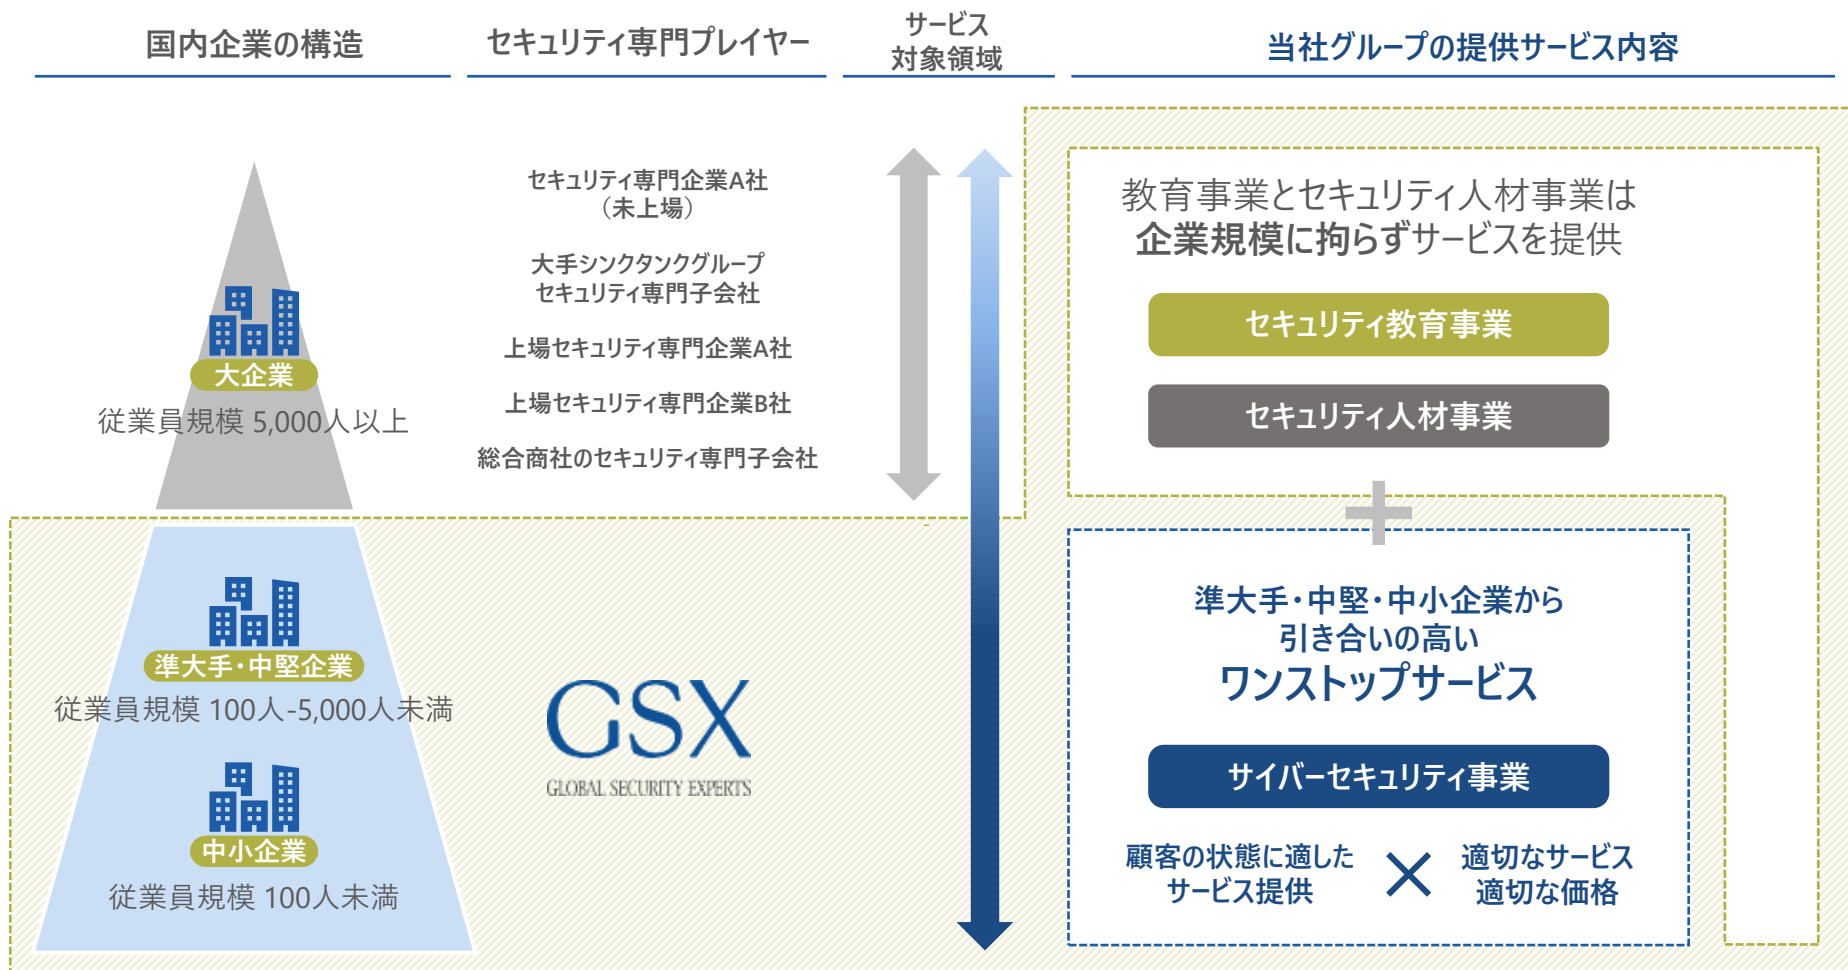 国内企業の構造
セキュリティ専門プレイヤー
サービス
対象領域
当社グループの提供サービス内容
大企業
従業員規模 5,000人以上
準大手・中堅企業
従業員規模 100人-5,000人未満
中小企業
従業員規模 100人未満
セキュリティ専門企業A社
（未上場）
大手シンクタンクグループ
セキュリティ専門子会社
上場セキュリティ専門企業A社
上場セキュリティ専門企業B社
総合商社のセキュリティ専門子会社
GSX
GLOBAL SECURITY EXPERTS
教育事業とセキュリティ人材事業は
企業規模に拘らずサービスを提供
セキュリティ教育事業
セキュリティ人材事業
準大手・中堅・中小企業から
引き合いの高い
ワンストップサービス
サイバーセキュリティ事業
顧客の状態に適した
サービス提供
適切なサービス
適切な価格